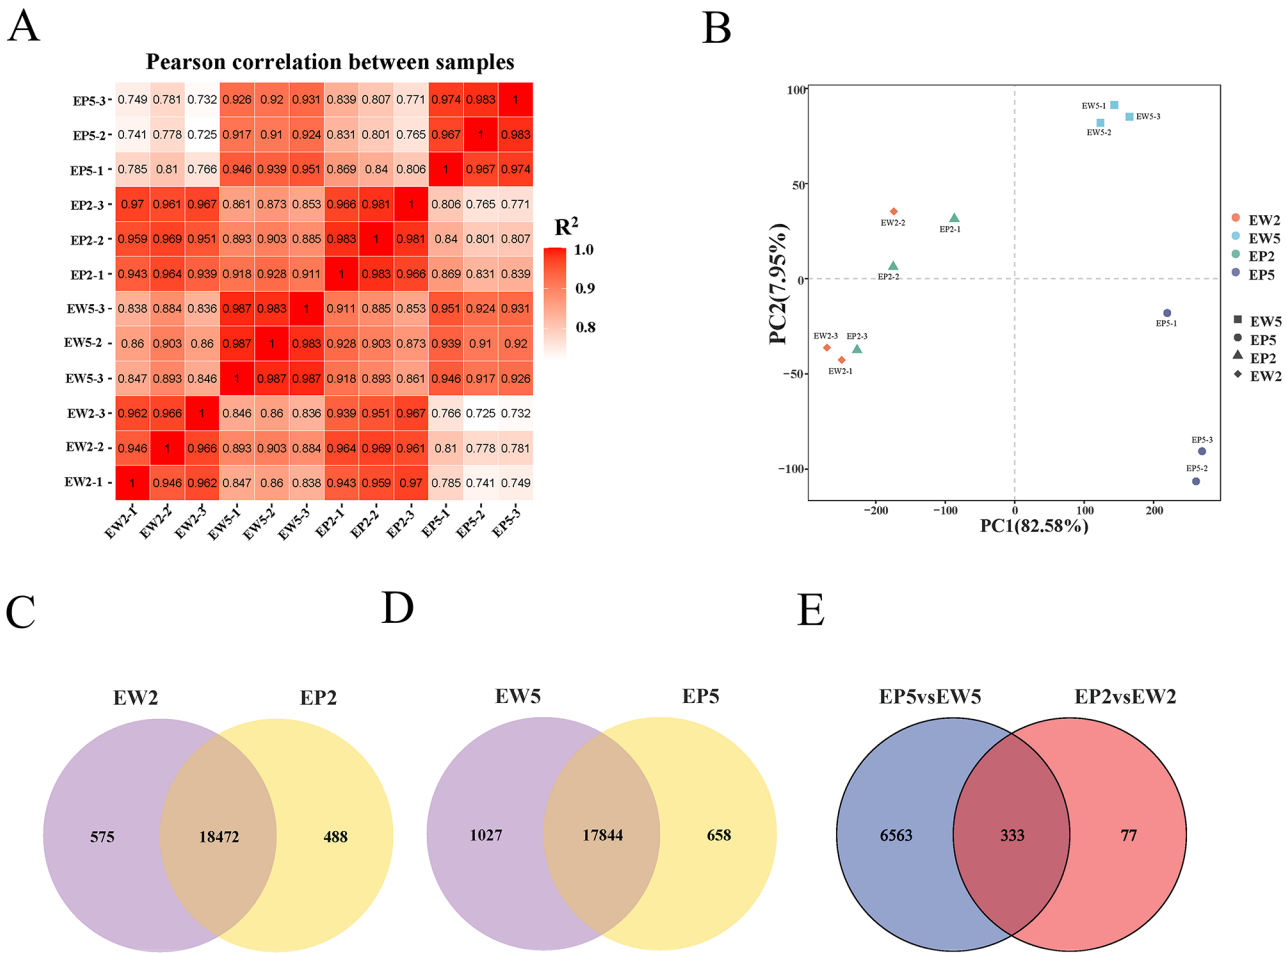 A
Pearson correlation between samples
EP5-3 0.749 0.781 0.732 0.926 0.92 0.931 0.839 0.807 0.771 0.974 0.983 1
EP5-2 0.741 0.778 0.725 0.917 0.91 0.924 0.831 0.801 0.765 0.967 1 0.983
EP5-1 0.785 0.81 0.766 0.946 0.939 0.951 0.869 0.84 0.806 1 0.967 0.974
EP2-3 0.97 0.961 0.967 0.861 0.873 0.853 0.966 0.981 1 0.806 0.765 0.771
EP2-2 0.959 0.969 0.951 0.893 0.903 0.885 0.983 1 0.981 0.84 0.801 0.807
EP2-1 0.943 0.964 0.939 0.918 0.928 0.911 1 0.983 0.966 0.869 0.831 0.839
EW5-3 0.838 0.884 0.836 0.987 0.983 1 0.911 0.885 0.853 0.951 0.924 0.931
EW5-2 0.86 0.903 0.86 0.987 1 0.983 0.928 0.903 0.873 0.939 0.91 0.92
EW5-3 0.847 0.893 0.846 1 0.987 0.987 0.918 0.893 0.861 0.946 0.917 0.926
EW2-3 0.962 0.966 1 0.846 0.86 0.836 0.939 0.951 0.967 0.766 0.725 0.732
EW2-2 0.946 1 0.966 0.893 0.903 0.884 0.964 0.969 0.961 0.81 0.778 0.781
EW2-1 1 0.946 0.962 0.847 0.86 0.838 0.943 0.959 0.97 0.785 0.741 0.749
EW2-1 EW2-2 EW2-3 EW5-1 EW5-2 EW5-3 EP2-1 EP2-2 EP2-3 EP5-1 EP5-2 EP5-3
R²
1.0
0.9
0.8
B
PC2(7.95%)
100
50
0
−50
−100
EW5-1
EW5-3
EW5-2
EW2-2
EP2-1
EP2-2
EP5-1
EW2-3
EP2-3
EW2-1
EP5-3
EP5-2
−200 −100 0 100 200
PC1(82.58%)
EW2
EW5
EP2
EP5
EW5
EP5
EP2
EW2
C
EW2 EP2
575 18472 488
D
EW5 EP5
1027 17844 658
E
EP5vsEW5 EP2vsEW2
6563 333 77